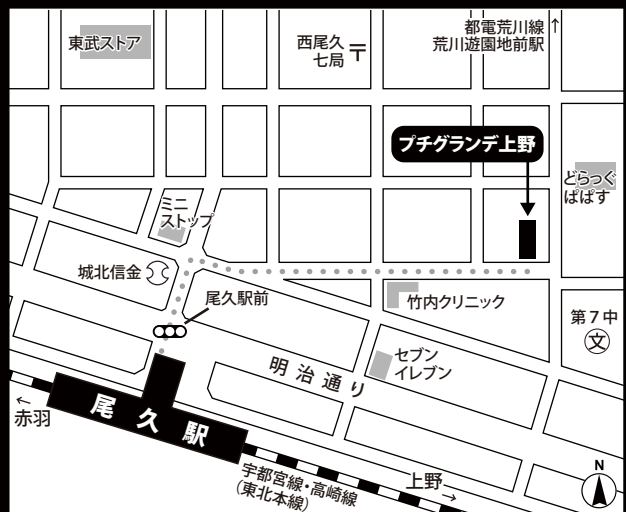 東武ストア
西尾久
七局
〒
都電荒川線↑
荒川遊園地前駅
プチグランデ上野
どらっぐ
ぱぱす
ミニ
ストップ
城北信金
尾久駅前
竹内クリニック
第7中
文
セブン
イレブン
明治通り
←
赤羽
尾久駅
宇都宮線・高崎線
(東北本線)
上野
→
N